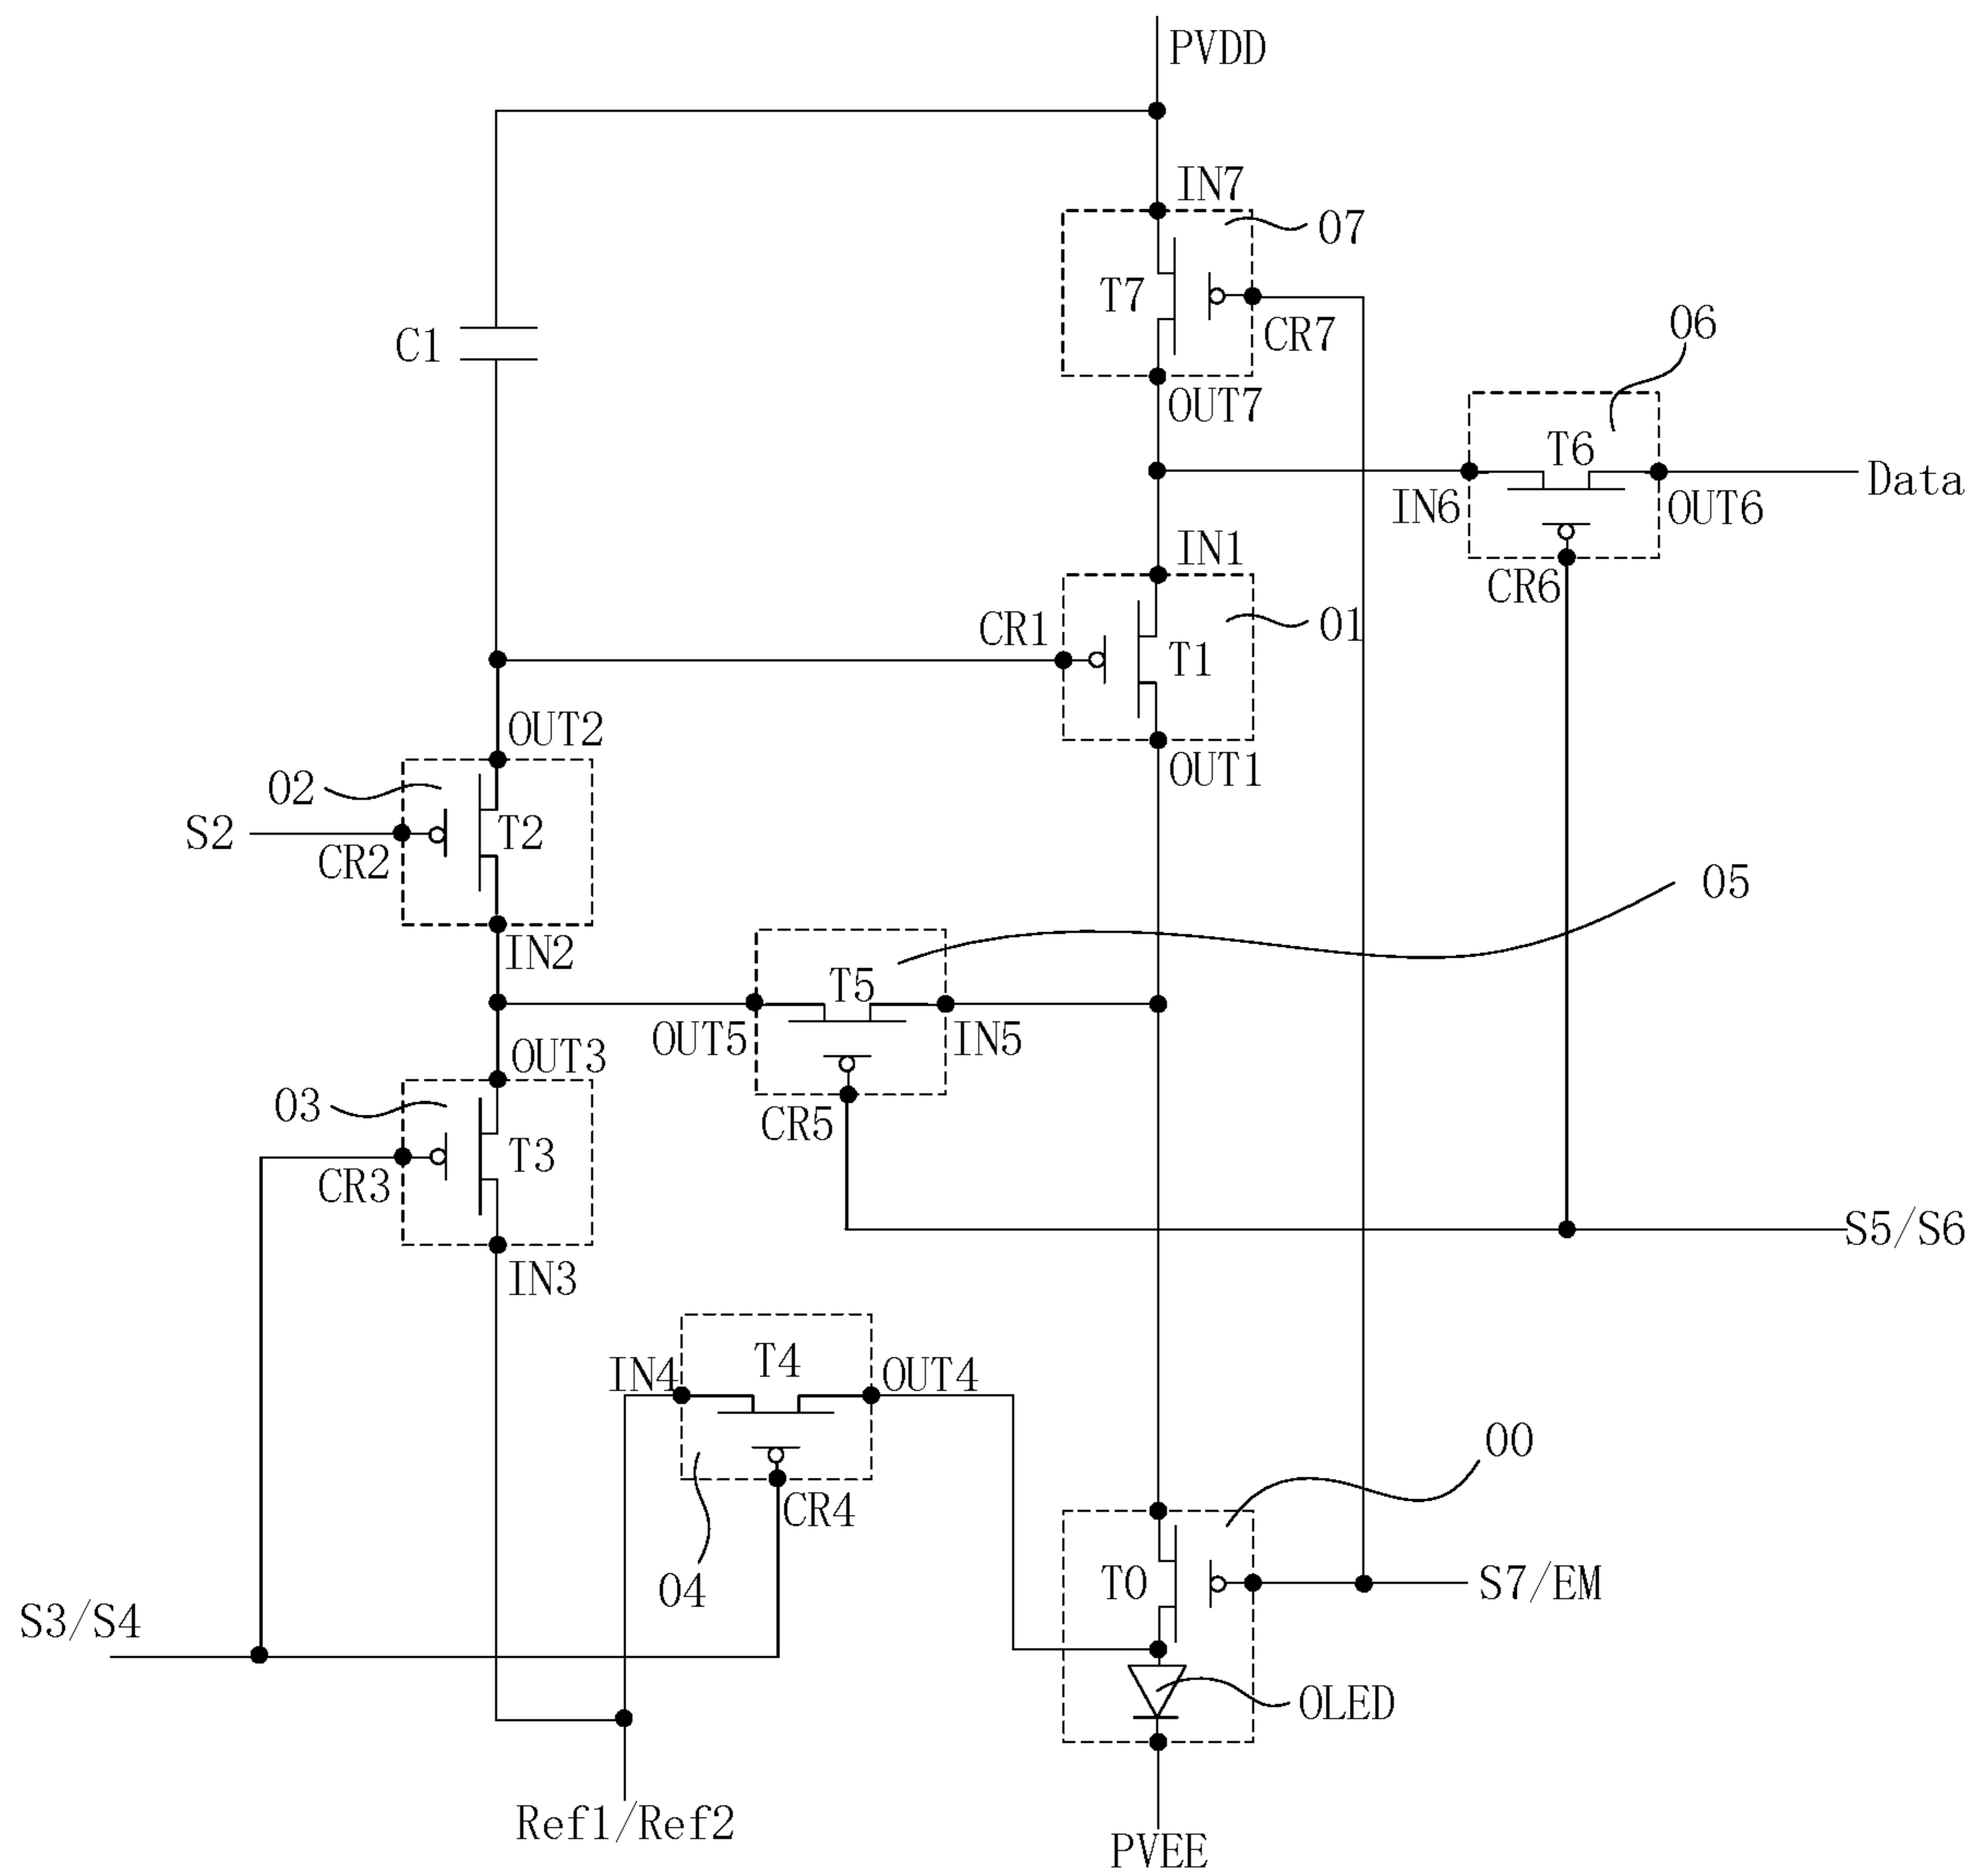 PVDD
IN7
07
T7
CR7
06
C1
OUT7
T6
Data
IN6
OUT6
IN1
CR6
CR1
01
T1
OUT2
OUT1
02
S2
T2
CR2
05
IN2
T5
OUT5
IN5
OUT3
03
CR5
T3
CR3
S5/S6
IN3
T4
IN4
OUT4
00
CR4
T0
S7/EM
04
S3/S4
OLED
Ref1/Ref2
PVEE